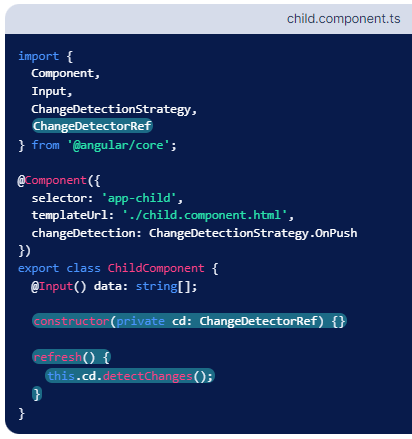 child.component.ts
import {
  Component,
  Input,
  ChangeDetectionStrategy,
  ChangeDetectorRef
} from '@angular/core';

@Component({
  selector: 'app-child',
  templateUrl: './child.component.html',
  changeDetection: ChangeDetectionStrategy.OnPush
})
export class ChildComponent {
  @Input() data: string[];

  constructor(private cd: ChangeDetectorRef) {}

  refresh() {
    this.cd.detectChanges();
  }
}